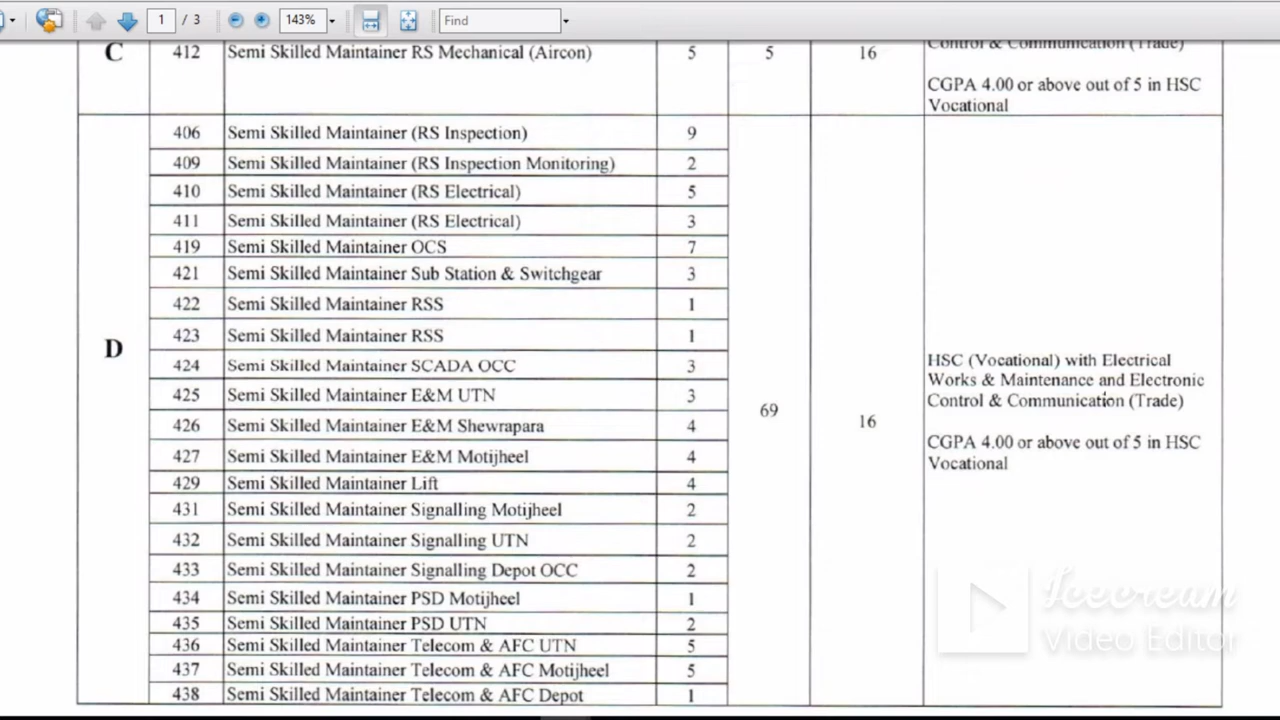 1 / 3 143% Find
Control & Communication (Trade)
C 412 Semi Skilled Maintainer RS Mechanical (Aircon) 5 5 16
CGPA 4.00 or above out of 5 in HSC
Vocational
406 Semi Skilled Maintainer (RS Inspection) 9
409 Semi Skilled Maintainer (RS Inspection Monitoring) 2
410 Semi Skilled Maintainer (RS Electrical) 5
411 Semi Skilled Maintainer (RS Electrical) 3
419 Semi Skilled Maintainer OCS 7
421 Semi Skilled Maintainer Sub Station & Switchgear 3
422 Semi Skilled Maintainer RSS 1
423 Semi Skilled Maintainer RSS 1
D
424 Semi Skilled Maintainer SCADA OCC 3
425 Semi Skilled Maintainer E&M UTN 3
426 Semi Skilled Maintainer E&M Shewrapara 4
427 Semi Skilled Maintainer E&M Motijheel 4
429 Semi Skilled Maintainer Lift 4
431 Semi Skilled Maintainer Signalling Motijheel 2
432 Semi Skilled Maintainer Signalling UTN 2
433 Semi Skilled Maintainer Signalling Depot OCC 2
434 Semi Skilled Maintainer PSD Motijheel 1
435 Semi Skilled Maintainer PSD UTN 2
436 Semi Skilled Maintainer Telecom & AFC UTN 5
437 Semi Skilled Maintainer Telecom & AFC Motijheel 5
438 Semi Skilled Maintainer Telecom & AFC Depot 1
69
16
HSC (Vocational) with Electrical
Works & Maintenance and Electronic
Control & Communication (Trade)
CGPA 4.00 or above out of 5 in HSC
Vocational
Icecream
Video Editor